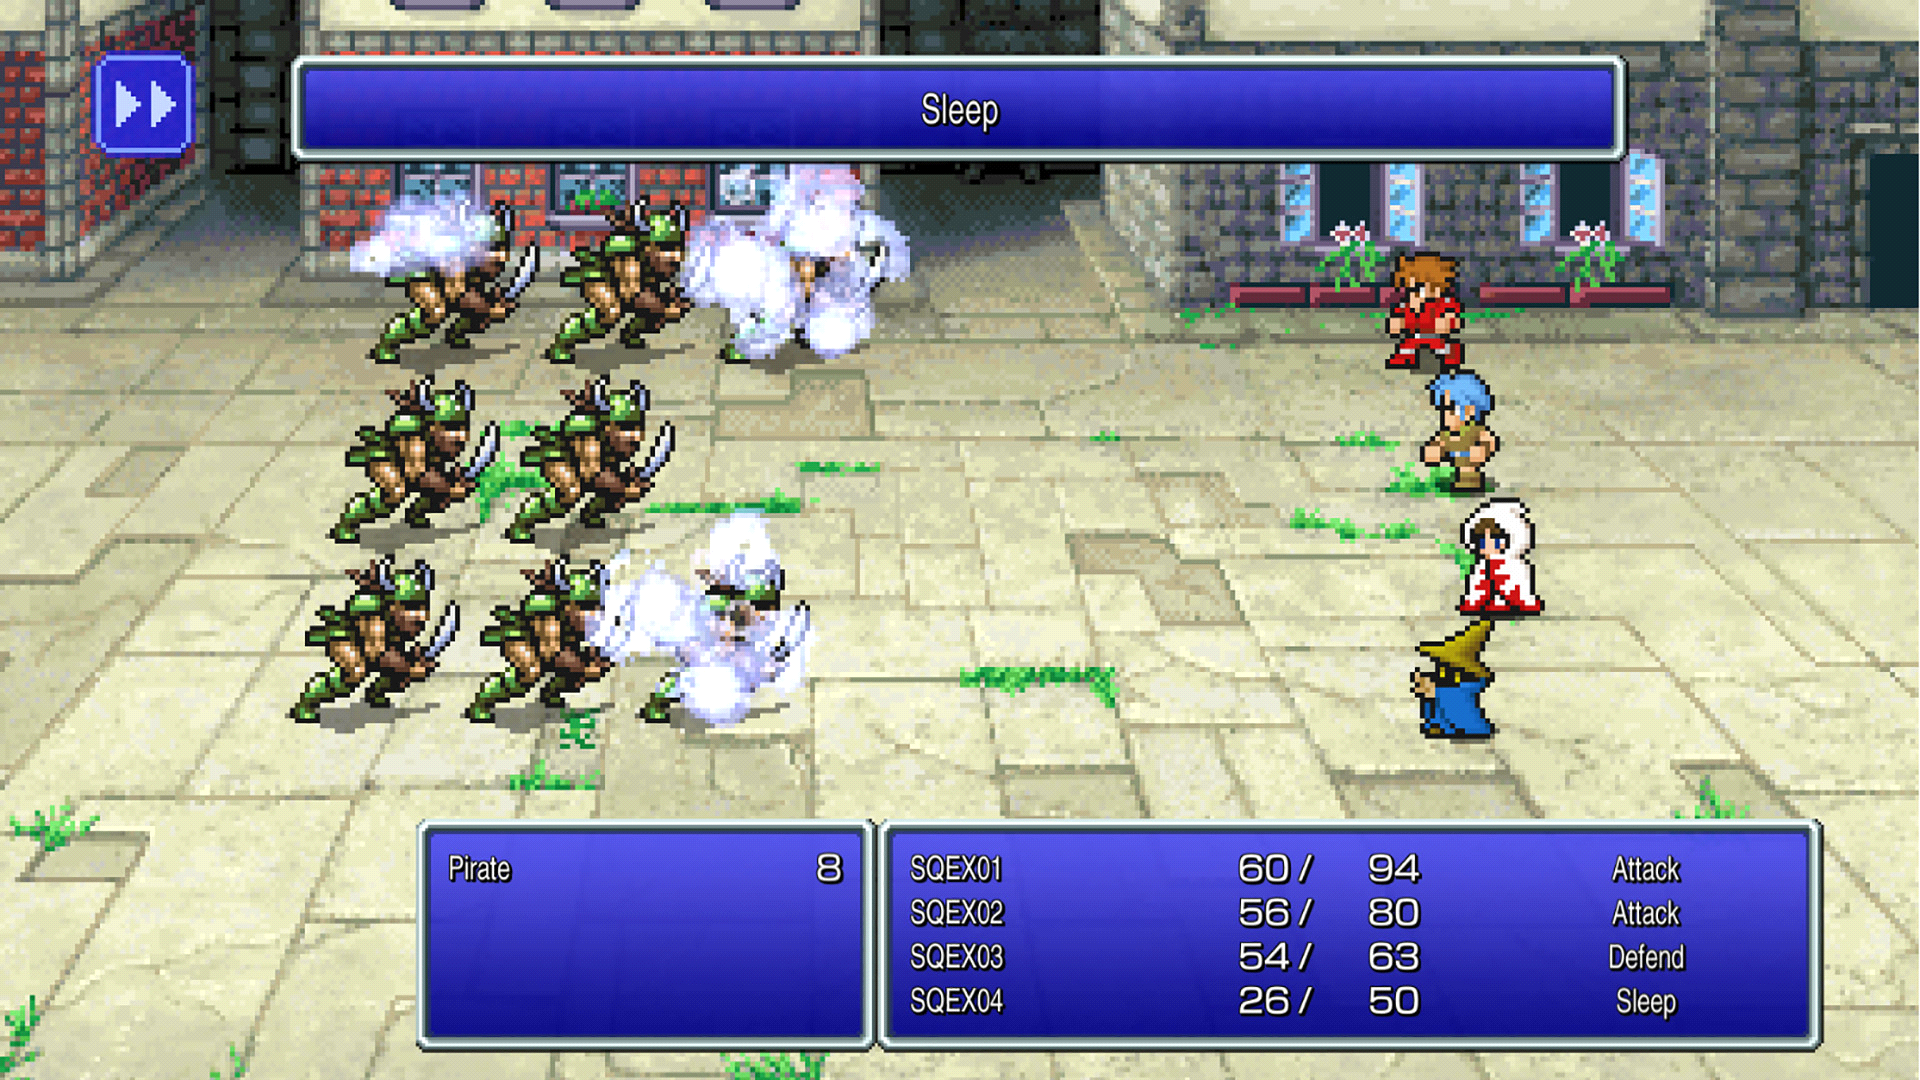 Sleep
Pirate 8
SQEX01 60/ 94 Attack
SQEX02 56/ 80 Attack
SQEX03 54/ 63 Defend
SQEX04 26/ 50 Sleep